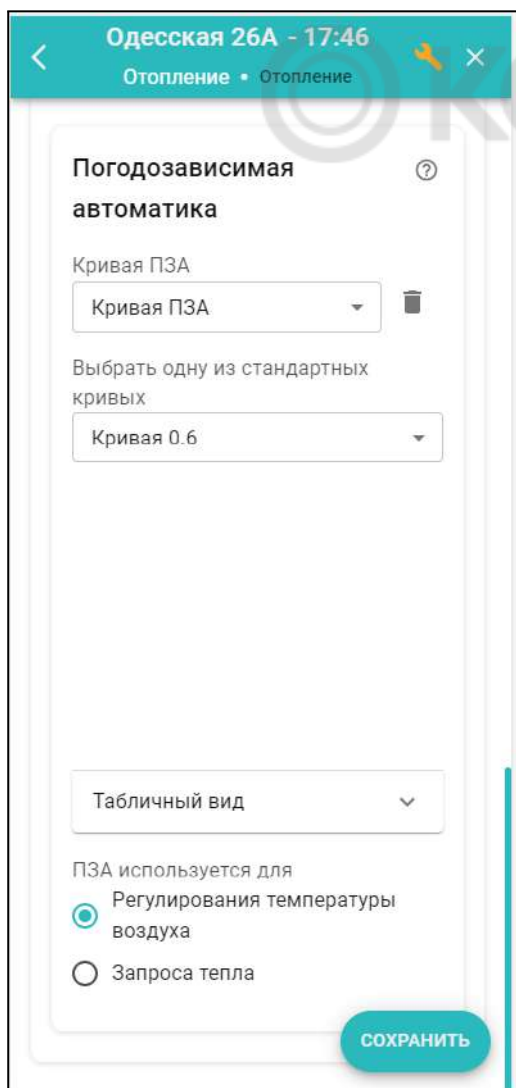 Одесская 26А - 17:46
Отопление • Отопление
Погодозависимая
автоматика
Кривая ПЗА
Кривая ПЗА
Выбрать одну из стандартных
кривых
Кривая 0.6
Табличный вид
ПЗА используется для
Регулирования температуры
воздуха
Запроса тепла
СОХРАНИТЬ